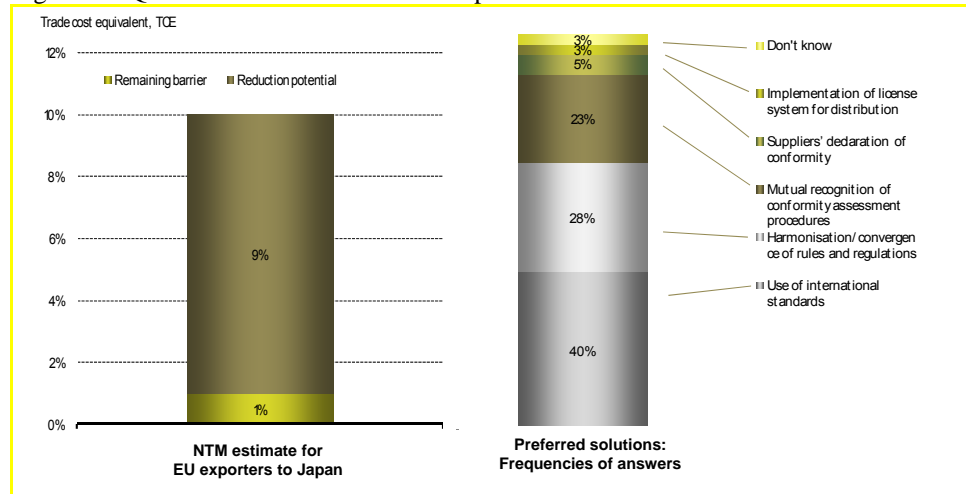 Trade cost equivalent, TCE
12%
Remaining barrier
Reduction potential
10%
8%
6%
4%
2%
0%
9%
1%
NTM estimate for
EU exporters to Japan
3%
3%
5%
23%
28%
40%
Preferred solutions:
Frequencies of answers
Don't know
Implementation of license
system for distribution
Suppliers' declaration of
conformity
Mutual recognition of
conformity assessment
procedures
Harmonisation/ convergen
ce of rules and regulations
Use of international
standards